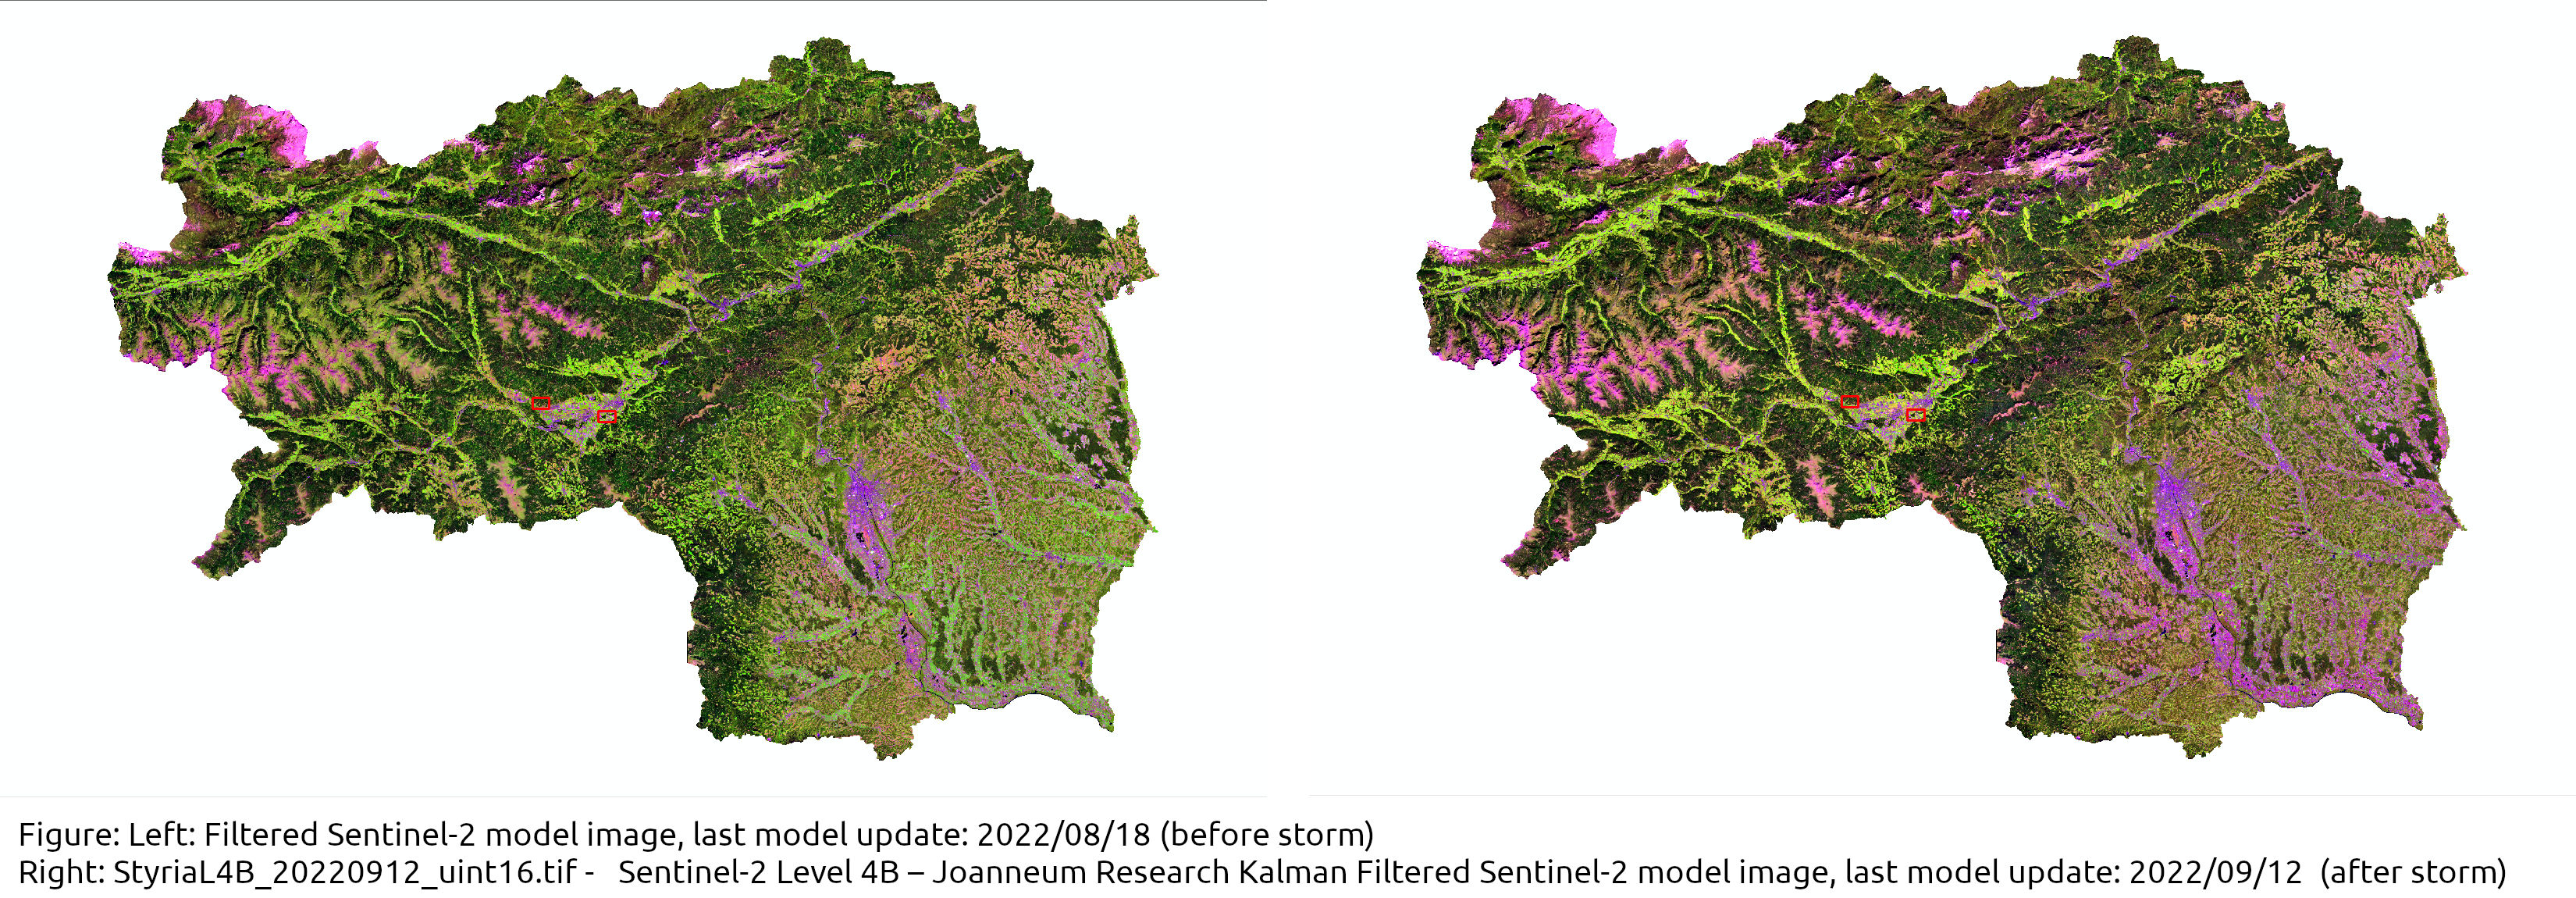 Figure: Left: Filtered Sentinel-2 model image, last model update: 2022/08/18 (before storm)
Right: StyriaL4B_20220912_uint16.tif -   Sentinel-2 Level 4B – Joanneum Research Kalman Filtered Sentinel-2 model image, last model update: 2022/09/12  (after storm)